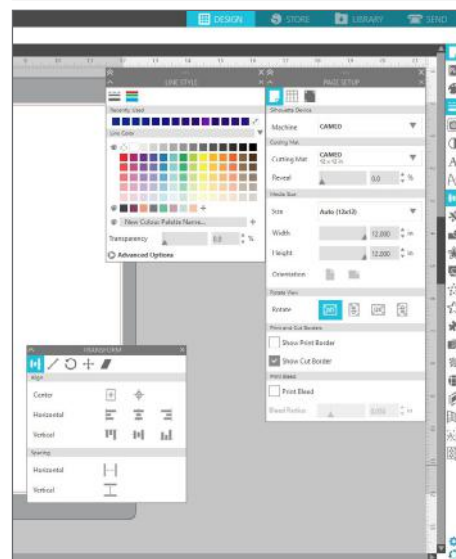 DESIGN
STORE
LIBRARY
SEND
LINE STYLE
Recently Used
Line Color
New Colour Palette Name...
Transparency 0.0 %
Advanced Options
PAGE SETUP
Silhouette Device
Machine CAMEO
Cutting Mat
Cutting Mat CAMEO
12 x 12 in
Reveal 0.0 %
Media Size
Size Auto (12x12)
Width 12.000 in
Height 12.000 in
Orientation
Rotate View
Rotate
Print and Cut Borders
Show Print Border
Show Cut Border
Print Bleed
Print Bleed
Bleed Radius in
TRANSFORM
Align
Center
Horizontal
Vertical
Spacing
Horizontal
Vertical